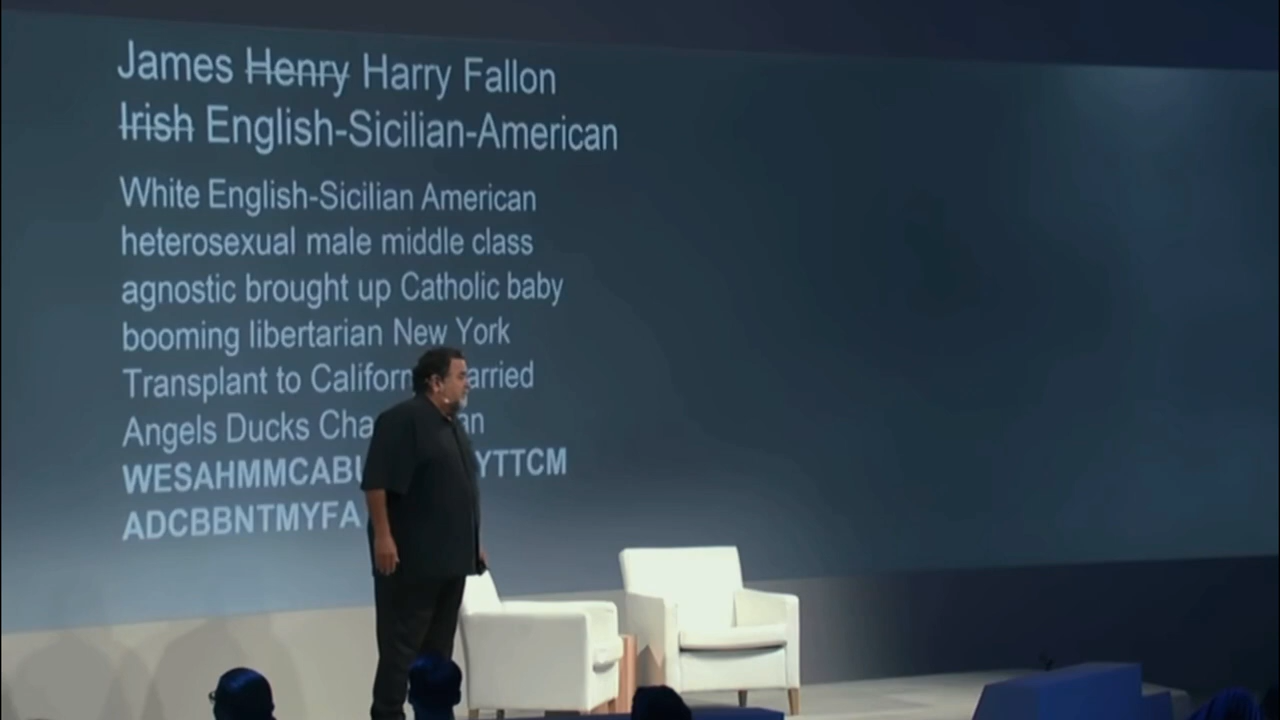 James Henry Harry Fallon
Irish English-Sicilian-American
White English-Sicilian American
heterosexual male middle class
agnostic brought up Catholic baby
booming libertarian New York
Transplant to
Angels Ducks